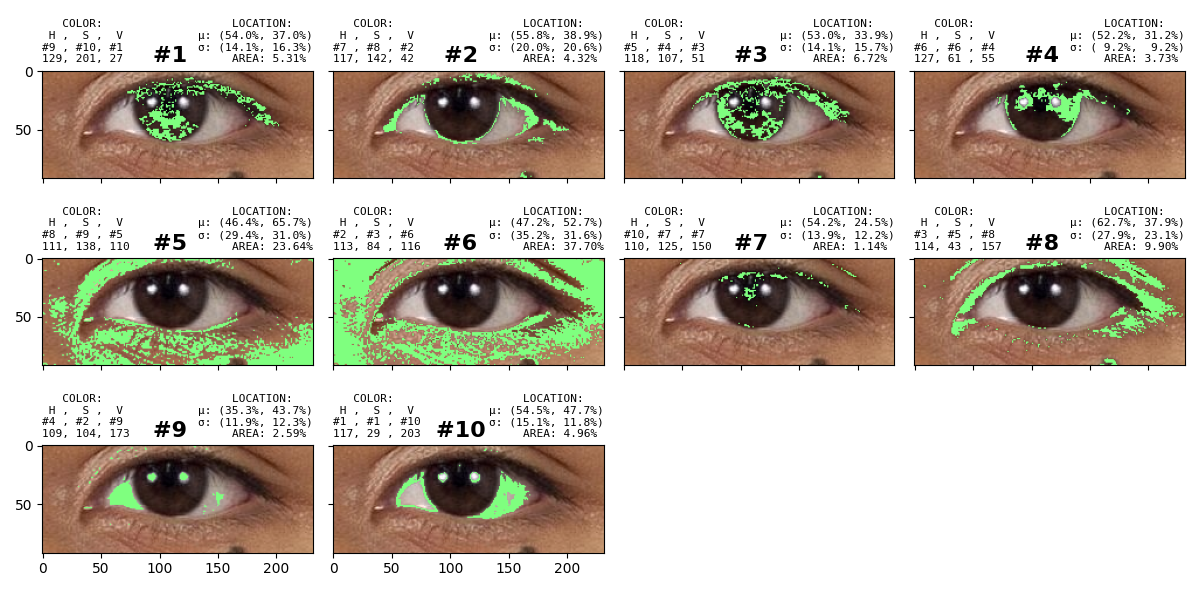 COLOR: LOCATION:
H , S , V μ: (54.0%, 37.0%)
#9 , #10, #1 #1 σ: (14.1%, 16.3%)
129, 201, 27 AREA: 5.31%
COLOR: LOCATION:
H , S , V μ: (55.8%, 38.9%)
#7 , #8 , #2 #2 σ: (20.0%, 20.6%)
117, 142, 42 AREA: 4.32%
COLOR: LOCATION:
H , S , V μ: (53.0%, 33.9%)
#5 , #4 , #3 #3 σ: (14.1%, 15.7%)
118, 107, 51 AREA: 6.72%
COLOR: LOCATION:
H , S , V μ: (52.2%, 31.2%)
#6 , #6 , #4 #4 σ: ( 9.2%, 9.2%)
127, 61 , 55 AREA: 3.73%
0
50
COLOR: LOCATION:
H , S , V μ: (46.4%, 65.7%)
#8 , #9 , #5 #5 σ: (29.4%, 31.0%)
111, 138, 110 AREA: 23.64%
COLOR: LOCATION:
H , S , V μ: (47.2%, 52.7%)
#2 , #3 , #6 #6 σ: (35.2%, 31.6%)
113, 84 , 116 AREA: 37.70%
COLOR: LOCATION:
H , S , V μ: (54.2%, 24.5%)
#10, #7 , #7 #7 σ: (13.9%, 12.2%)
110, 125, 150 AREA: 1.14%
COLOR: LOCATION:
H , S , V μ: (62.7%, 37.9%)
#3 , #5 , #8 #8 σ: (27.9%, 23.1%)
114, 43 , 157 AREA: 9.90%
0
50
COLOR: LOCATION:
H , S , V μ: (35.3%, 43.7%)
#4 , #2 , #9 #9 σ: (11.9%, 12.3%)
109, 104, 173 AREA: 2.59%
COLOR: LOCATION:
H , S , V μ: (54.5%, 47.7%)
#1 , #1 , #10 #10 σ: (15.1%, 11.8%)
117, 29 , 203 AREA: 4.96%
0
50
0 50 100 150 200
0 50 100 150 200